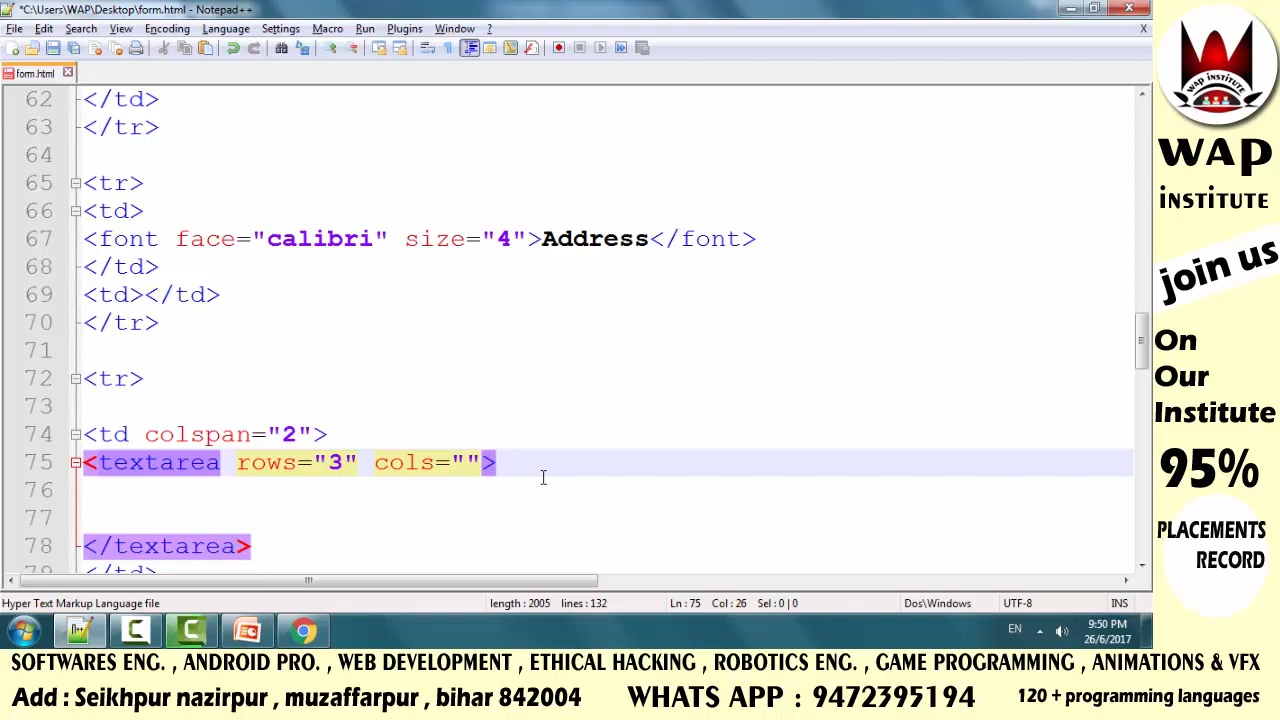 *C:\Users\WAP\Desktop\form.html - Notepad++
File Edit Search View Encoding Language Settings Macro Run Plugins Window ? X
form.html
62 </td>
63 </tr>
64
65 <tr>
66 <td>
67 <font face="calibri" size="4">Address</font>
68 </td>
69 <td></td>
70 </tr>
71
72 <tr>
73
74 <td colspan="2">
75 <textarea rows="3" cols="">
76
77
78 </textarea>
79 </td>
Hyper Text Markup Language file length : 2005 lines : 132 Ln : 75 Col : 26 Sel : 0 | 0 Dos\Windows UTF-8 INS
EN 9:50 PM
26/6/2017
WAP INSTITUTE
WAP
INSTITUTE
join us
On
Our
Institute
95%
PLACEMENTS
RECORD
SOFTWARES ENG. , ANDROID PRO. , WEB DEVELOPMENT , ETHICAL HACKING , ROBOTICS ENG. , GAME PROGRAMMING , ANIMATIONS & VFX
Add : Seikhpur nazirpur , muzaffarpur , bihar 842004 WHATS APP : 9472395194 120 + programming languages